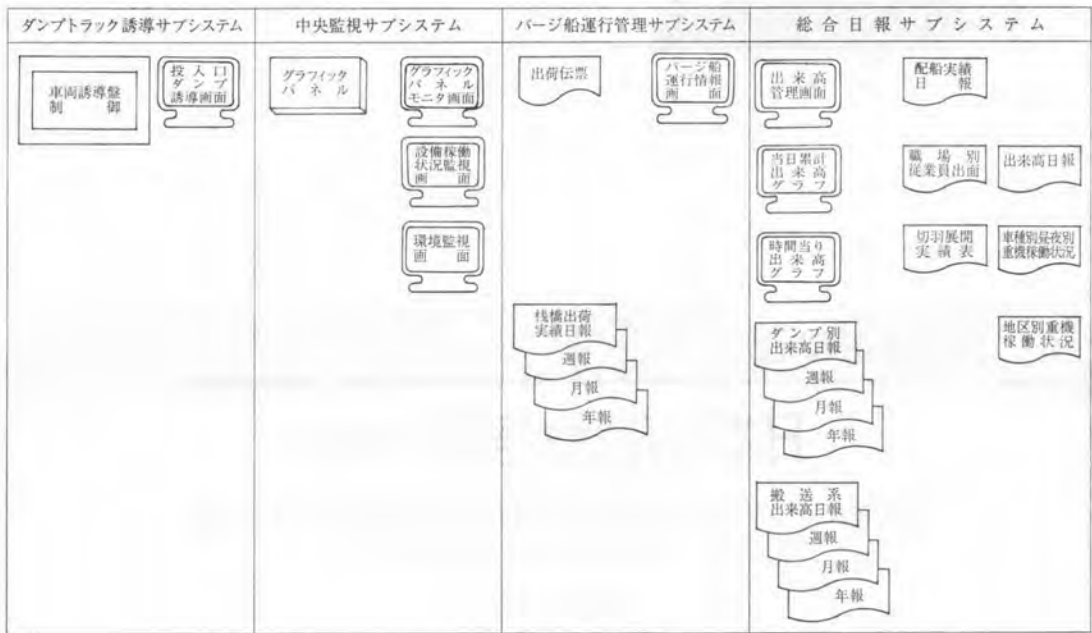 ダンプトラック誘導サブシステム
車両誘導盤
制御
投入口
ダンプ
誘導画面
中央監視サブシステム
グラフィック
パネル
グラフィック
パネル
モニタ画面
設備稼働
状況監視
画面
環境監視
画面
バージ船運行管理サブシステム
出荷伝票
バージ船
運行情報
画面
桟橋出荷
実績日報
週報
月報
年報
総合日報サブシステム
出来高
管理画面
配船実績
日報
当日累計
出来高
グラフ
職場別
従業員出面
出来高日報
時間当り
出来高
グラフ
切羽展開
実績表
車種別昼夜別
重機稼働状況
ダンプ別
出来高日報
週報
月報
年報
地区別重機
稼働状況
搬送系
出来高日報
週報
月報
年報